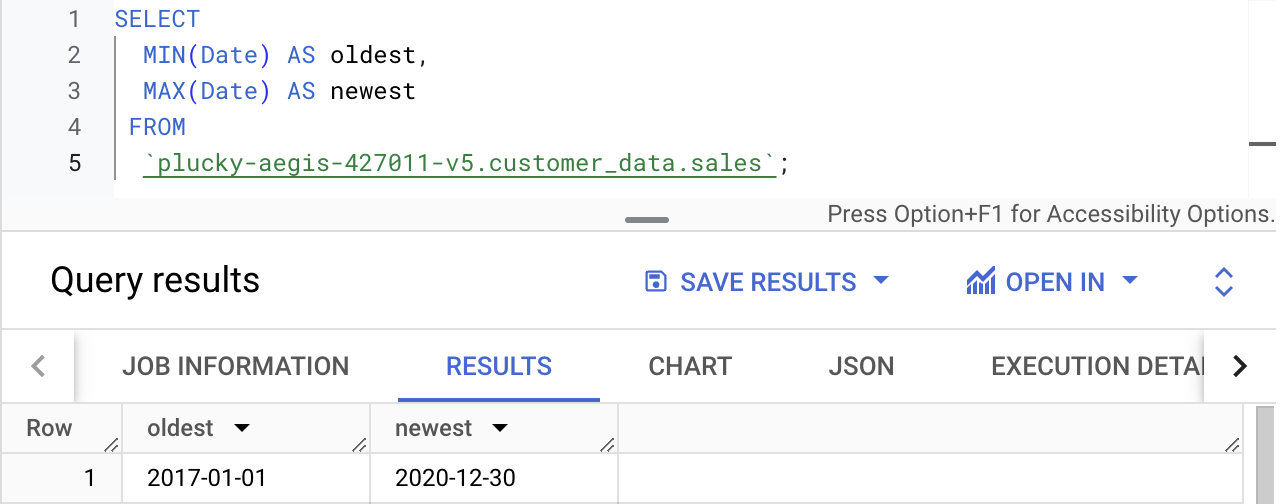 1 SELECT
2 MIN(Date) AS oldest,
3 MAX(Date) AS newest
4 FROM
5 `plucky-aegis-427011-v5.customer_data.sales`;
Press Option+F1 for Accessibility Options.
Query results SAVE RESULTS OPEN IN
JOB INFORMATION RESULTS CHART JSON EXECUTION DETAI
Row oldest newest
1 2017-01-01 2020-12-30